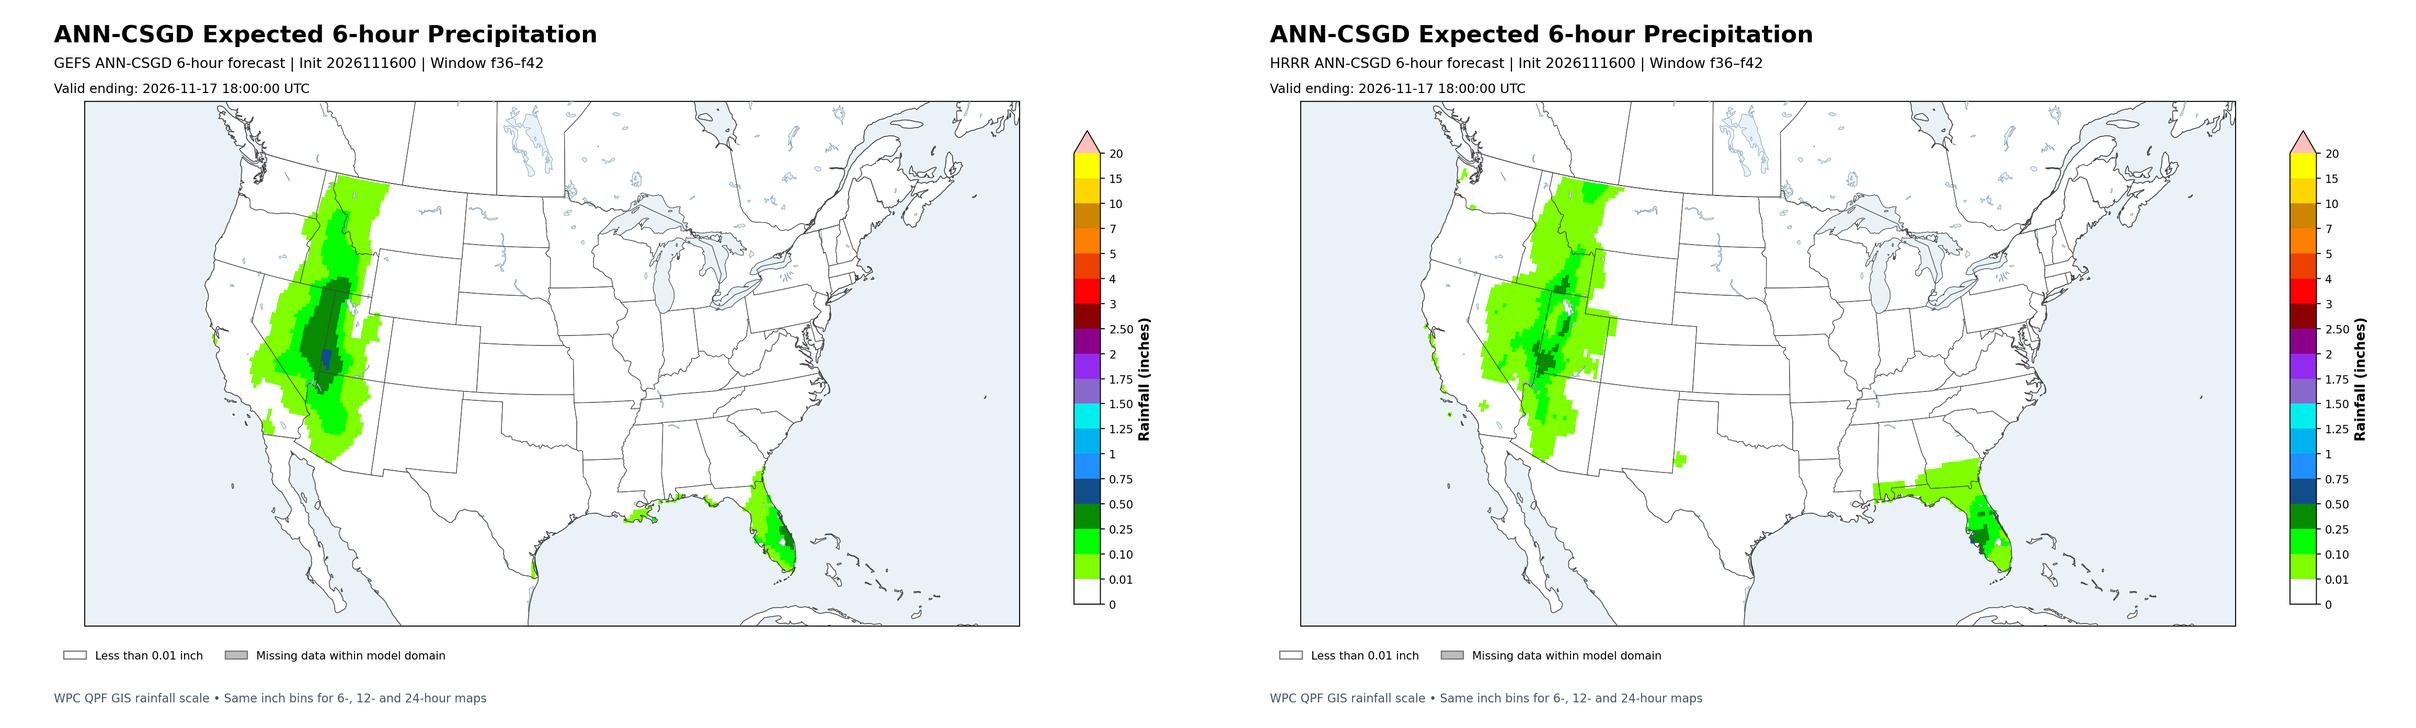 ANN-CSGD Expected 6-hour Precipitation
GEFS ANN-CSGD 6-hour forecast | Init 2026111600 | Window f36–f42
Valid ending: 2026-11-17 18:00:00 UTC
20
15
10
7
5
4
3
2.50
2
1.75
1.50
1.25
1
0.75
0.50
0.25
0.10
0.01
0
Rainfall (inches)
Less than 0.01 inch
Missing data within model domain
WPC QPF GIS rainfall scale • Same inch bins for 6-, 12- and 24-hour maps
ANN-CSGD Expected 6-hour Precipitation
HRRR ANN-CSGD 6-hour forecast | Init 2026111600 | Window f36–f42
Valid ending: 2026-11-17 18:00:00 UTC
20
15
10
7
5
4
3
2.50
2
1.75
1.50
1.25
1
0.75
0.50
0.25
0.10
0.01
0
Rainfall (inches)
Less than 0.01 inch
Missing data within model domain
WPC QPF GIS rainfall scale • Same inch bins for 6-, 12- and 24-hour maps